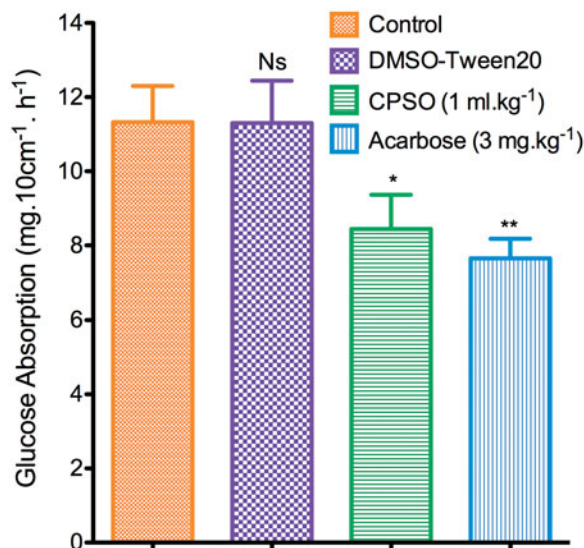 Glucose Absorption (mg.10cm⁻¹. h⁻¹)
14
12
10
8
6
4
2
0
Control
DMSO-Tween20
CPSO (1 ml.kg⁻¹)
Acarbose (3 mg.kg⁻¹)
Ns
*
**